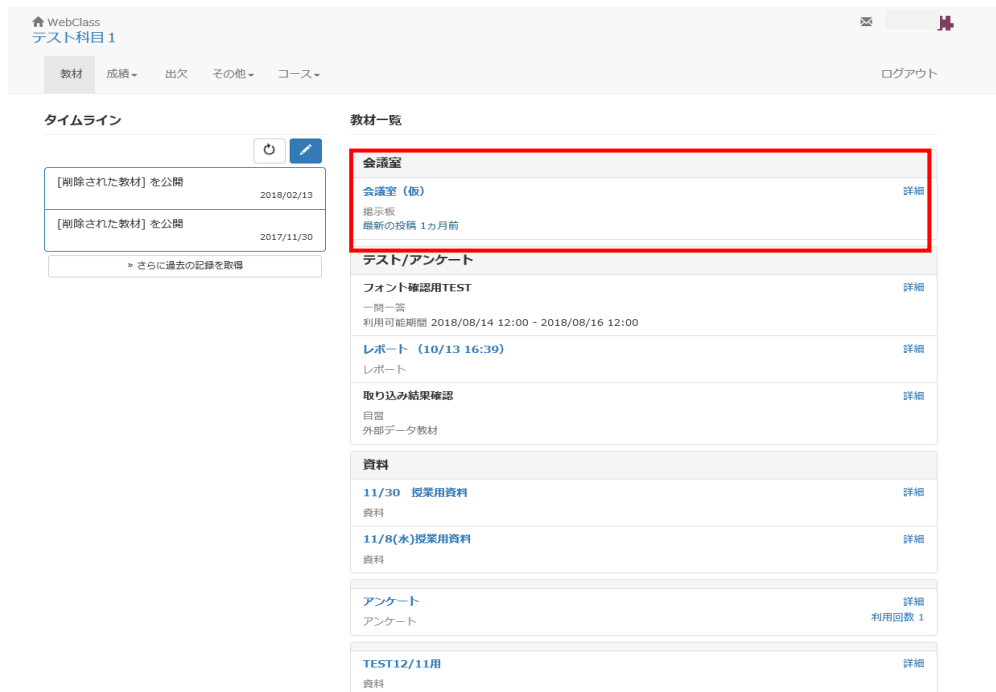 WebClass
テスト科目1
教材 成績 出欠 その他 コース ログアウト
タイムライン
[削除された教材] を公開
2018/02/13
[削除された教材] を公開
2017/11/30
» さらに過去の記録を取得
教材一覧
会議室
会議室（仮） 詳細
掲示板
最新の投稿 1ヵ月前
テスト/アンケート
フォント確認用TEST 詳細
一問一答
利用可能期間 2018/08/14 12:00 - 2018/08/16 12:00
レポート （10/13 16:39） 詳細
レポート
取り込み結果確認 詳細
自習
外部データ教材
資料
11/30　授業用資料 詳細
資料
11/8(水)授業用資料 詳細
資料
アンケート 詳細
アンケート 利用回数 1
TEST12/11用 詳細
資料